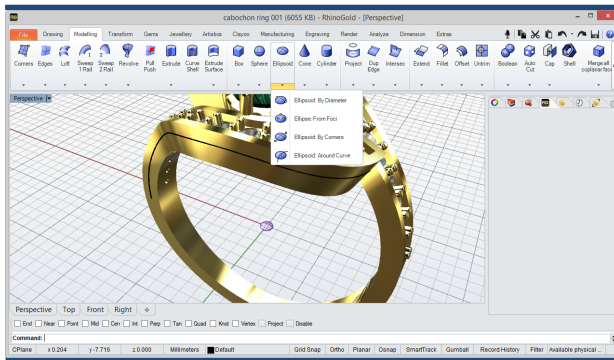 cabochon ring 001 (6055 KB) - RhinoGold - [Perspective]
File Drawing Modelling Transform Gems Jewellery Artistics Clayoo Manufacturing Engraving Render Analyze Dimension Extras
Corners Edges Loft Sweep 1 Rail Sweep 2 Rail Revolve Pull Push Extrude Curve Shell Extrude Surface Box Sphere Ellipsoid Cone Cylinder Project Dup Edge Intersec Extend Fillet Offset Untrim Boolean Auto Cut Cap Shell Merge all coplanar fac
Perspective
Ellipsoid: By Diameter
Ellipse: From Foci
Ellipsoid: By Corners
Ellipsoid: Around Curve
Perspective Top Front Right
End Near Point Mid Cen Int Perp Tan Quad Knot Vertex Project Disable
Command:
CPlane x 0.204 y -7.716 z 0.000 Millimeters Default Grid Snap Ortho Planar Osnap SmartTrack Gumball Record History Filter Available physical ...